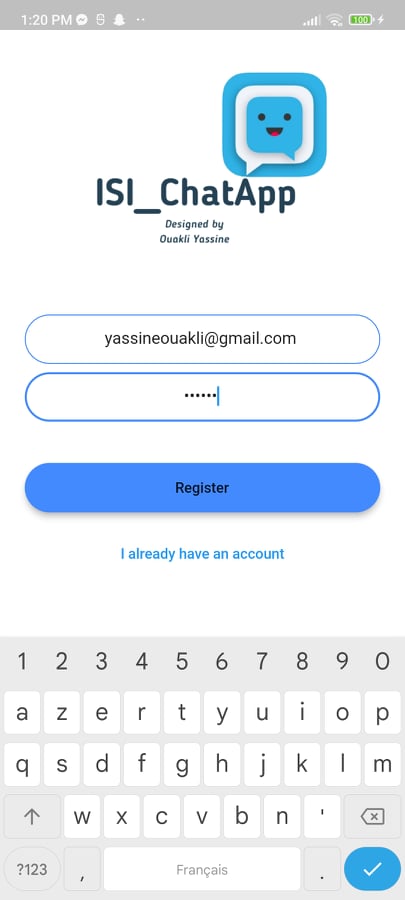 1:20 PM
100
ISI_ChatApp
Designed by
Ouakli Yassine
yassineouakli@gmail.com
••••••
Register
I already have an account
1 2 3 4 5 6 7 8 9 0
a z e r t y u i o p
q s d f g h j k l m
w x c v b n '
?123 , Français .